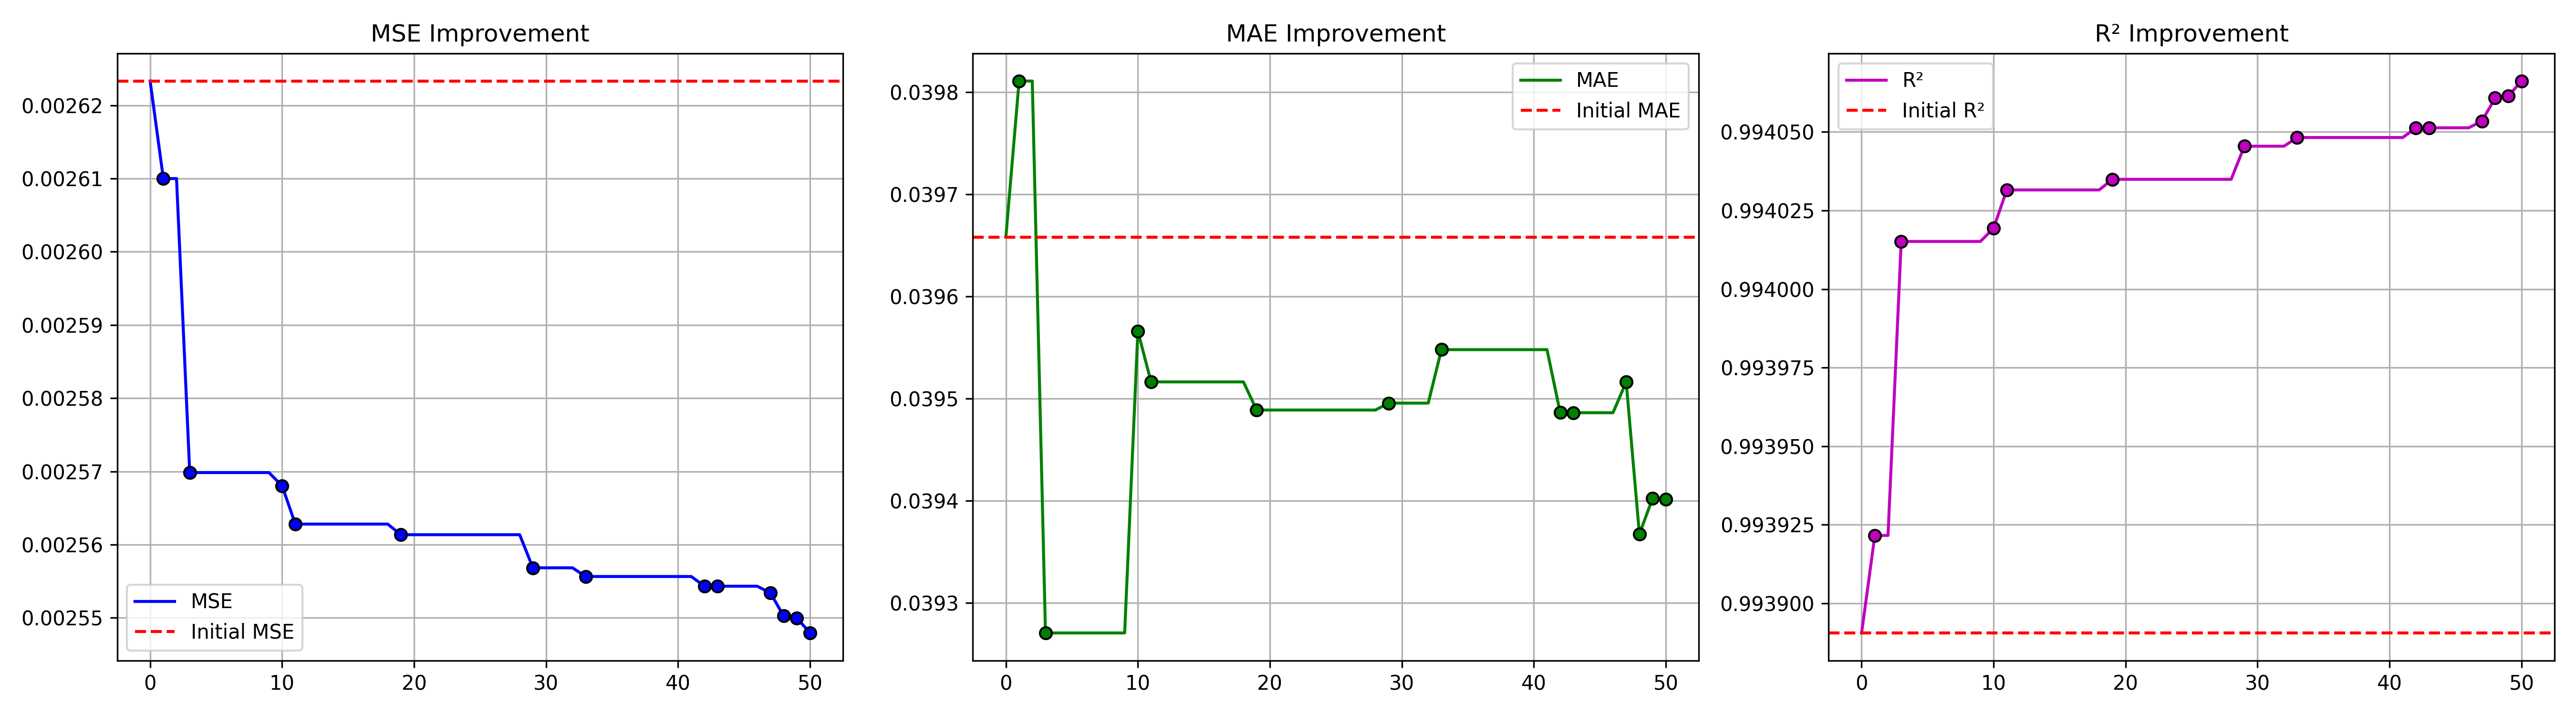 MSE Improvement
0.00262
0.00261
0.00260
0.00259
0.00258
0.00257
0.00256
0.00255
MSE
Initial MSE
0 10 20 30 40 50
MAE Improvement
0.0398
0.0397
0.0396
0.0395
0.0394
0.0393
MAE
Initial MAE
0 10 20 30 40 50
R² Improvement
0.994050
0.994025
0.994000
0.993975
0.993950
0.993925
0.993900
R²
Initial R²
0 10 20 30 40 50